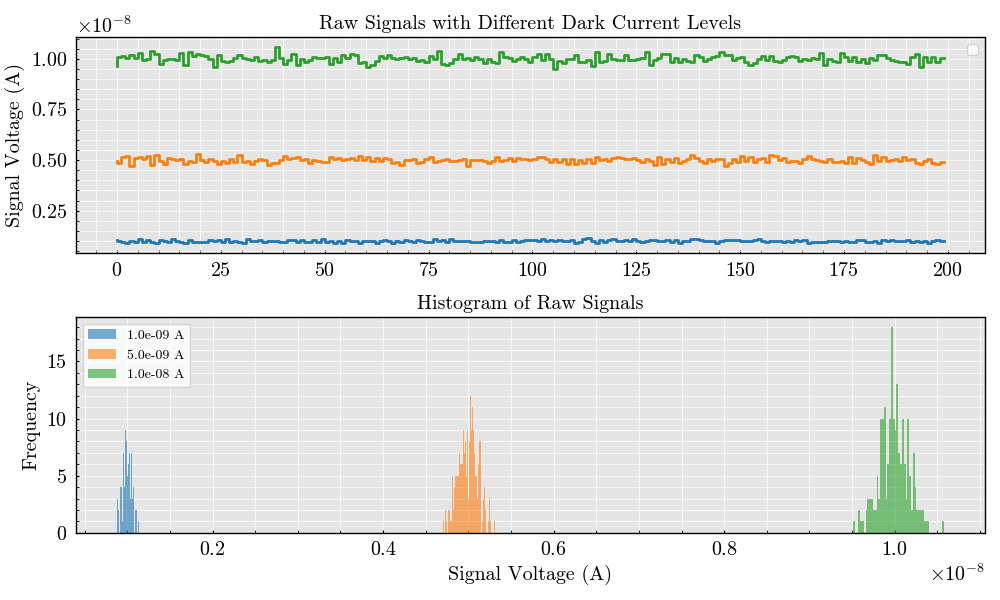 Raw Signals with Different Dark Current Levels
×10⁻⁸
Signal Voltage (A)
1.00
0.75
0.50
0.25
0 25 50 75 100 125 150 175 200
Histogram of Raw Signals
1.0e-09 A
5.0e-09 A
1.0e-08 A
Frequency
15
10
5
0
0.2 0.4 0.6 0.8 1.0
Signal Voltage (A)
×10⁻⁸